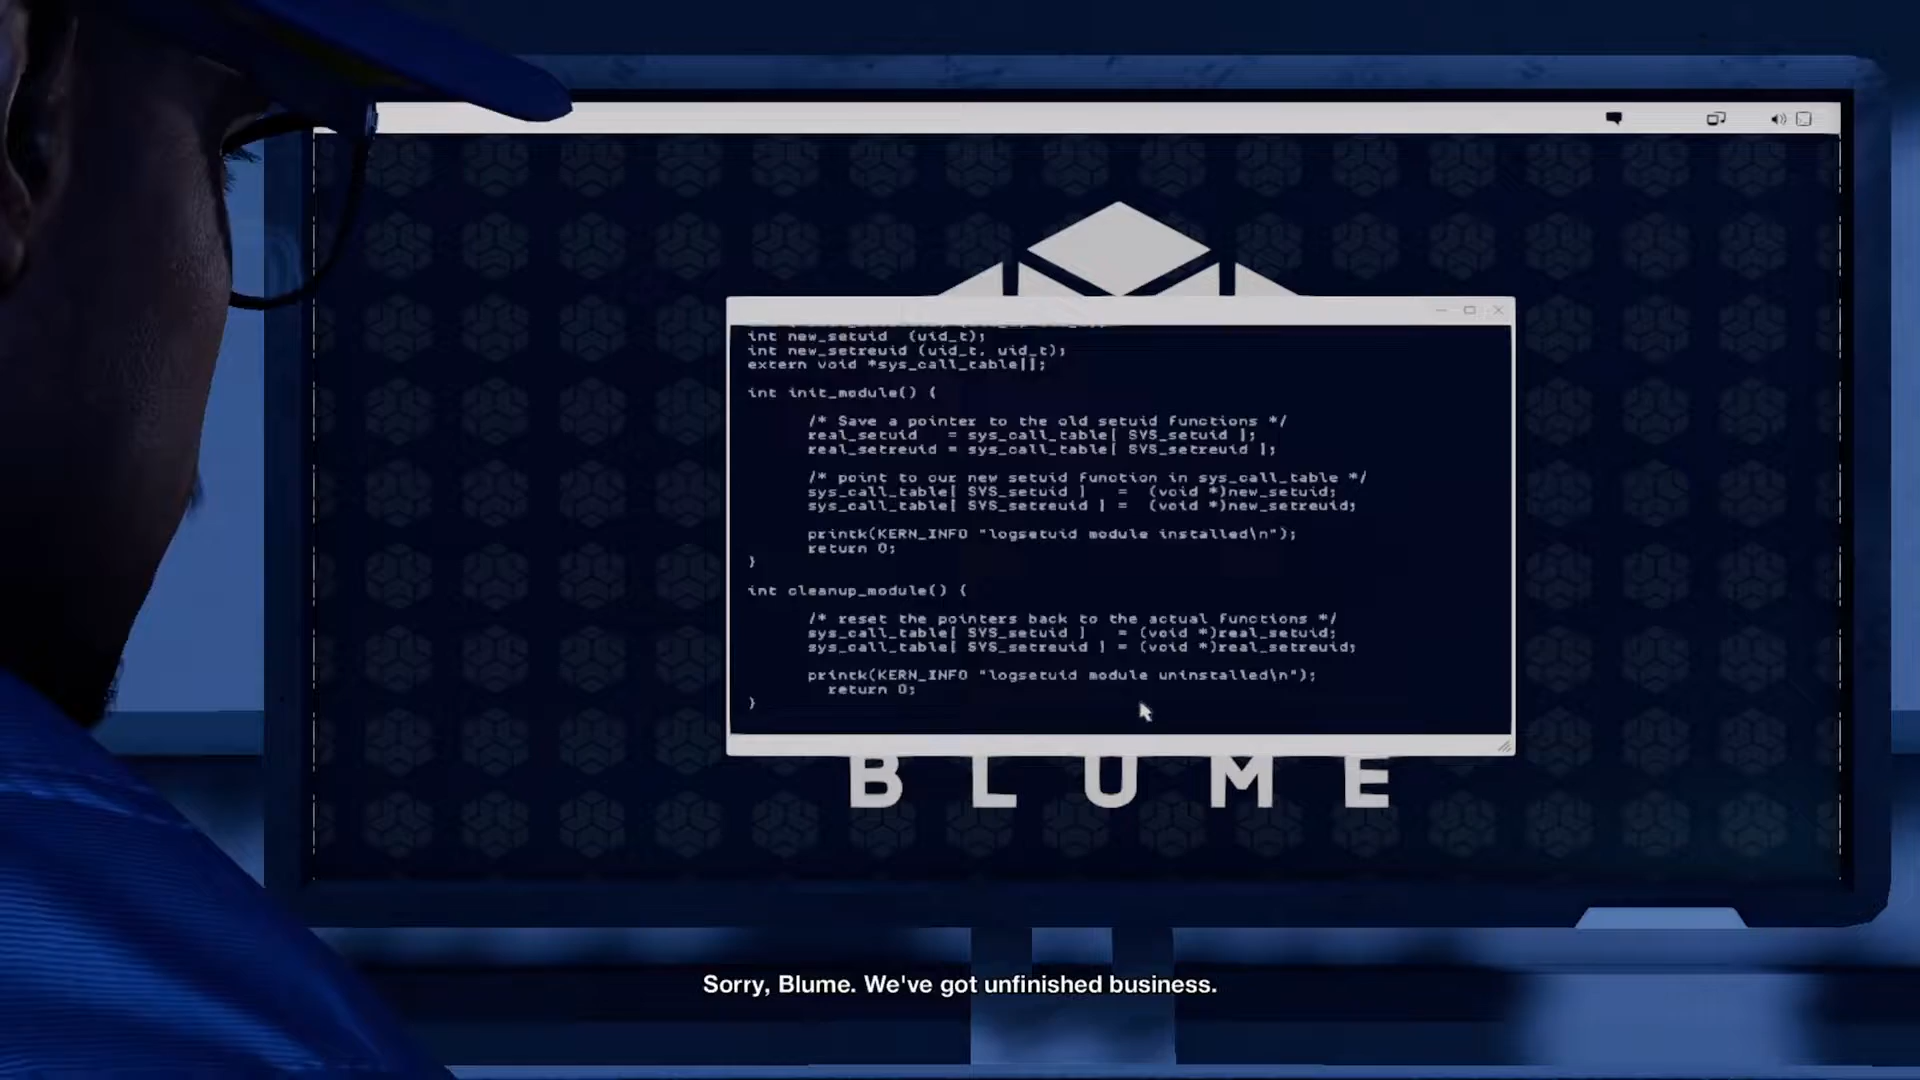 int new_setuid  (uid_t);
int new_setreuid (uid_t, uid_t);
extern void *sys_call_table[];
int init_module() {
/* Save a pointer to the old setuid functions */
real_setuid   = sys_call_table[ SYS_setuid ];
real_setreuid = sys_call_table[ SYS_setreuid ];
/* point to our new setuid function in sys_call_table */
sys_call_table[ SYS_setuid ]   =  (void *)new_setuid;
sys_call_table[ SYS_setreuid ] =  (void *)new_setreuid;
printk(KERN_INFO "logsetuid module installed\n");
return 0;
}
int cleanup_module() {
/* reset the pointers back to the actual functions */
sys_call_table[ SYS_setuid ]   = (void *)real_setuid;
sys_call_table[ SYS_setreuid ] = (void *)real_setreuid;
printk(KERN_INFO "logsetuid module uninstalled\n");
return 0;
}
BLUME
Sorry, Blume. We've got unfinished business.